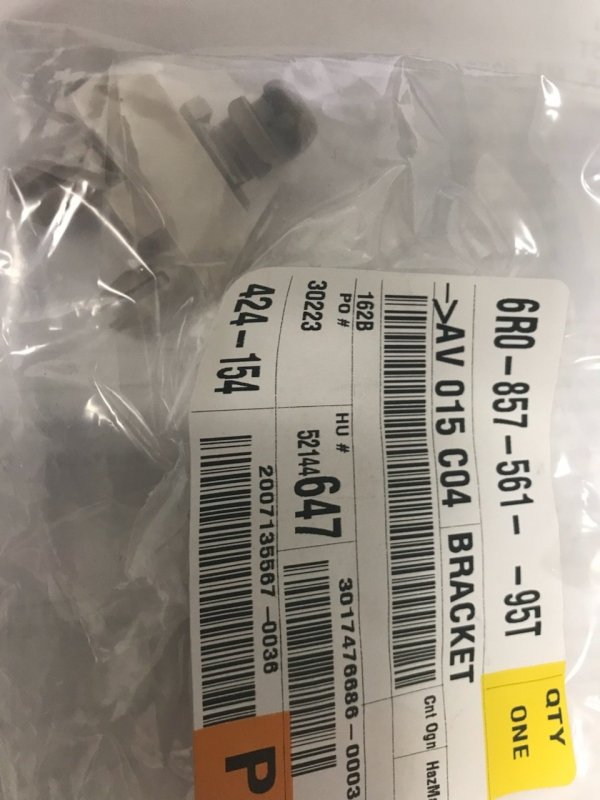 6R0-857-561- -95T
QTY
ONE
->AV 015 C04 BRACKET
162B
PO #
30223
Cnt Ogn
HU #
52144647
3017476686-0003
424-154
2007135567-0036
P